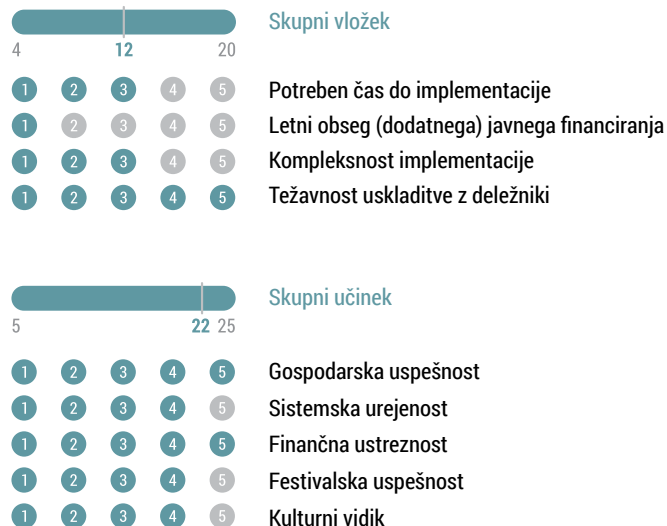 Skupni vložek
4 12 20
1 2 3 4 5 Potreben čas do implementacije
1 2 3 4 5 Letni obseg (dodatnega) javnega financiranja
1 2 3 4 5 Kompleksnost implementacije
1 2 3 4 5 Težavnost uskladitve z deležniki
Skupni učinek
5 22 25
1 2 3 4 5 Gospodarska uspešnost
1 2 3 4 5 Sistemska urejenost
1 2 3 4 5 Finančna ustreznost
1 2 3 4 5 Festivalska uspešnost
1 2 3 4 5 Kulturni vidik